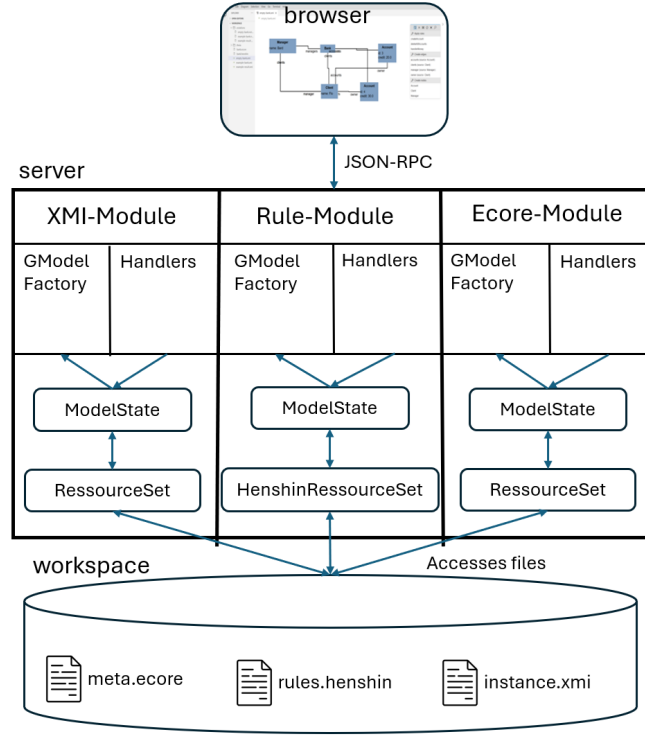 browser
JSON-RPC
server
XMI-Module
Rule-Module
Ecore-Module
GModel
Factory
Handlers
GModel
Factory
Handlers
GModel
Factory
Handlers
ModelState
ModelState
ModelState
RessourceSet
HenshinRessourceSet
RessourceSet
workspace
Accesses files
meta.ecore
rules.henshin
instance.xmi